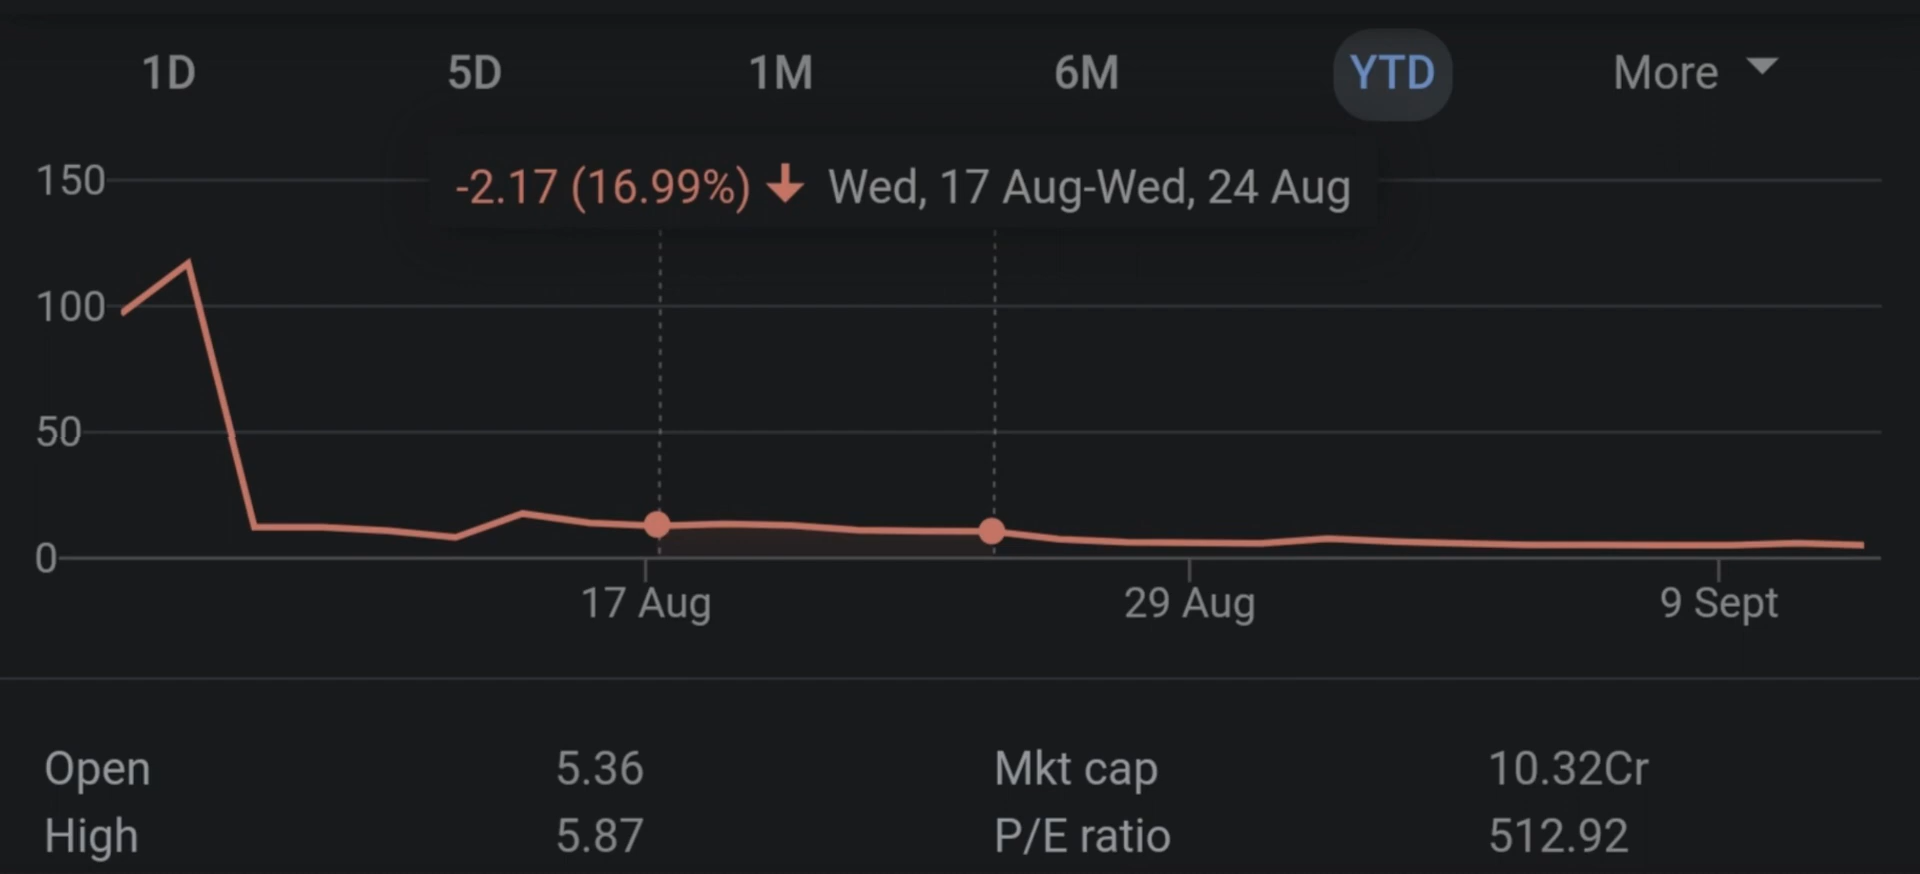 1D 5D 1M 6M YTD More
-2.17 (16.99%) ↓ Wed, 17 Aug-Wed, 24 Aug
150
100
50
0
17 Aug 29 Aug 9 Sept
Open 5.36 Mkt cap 10.32Cr
High 5.87 P/E ratio 512.92